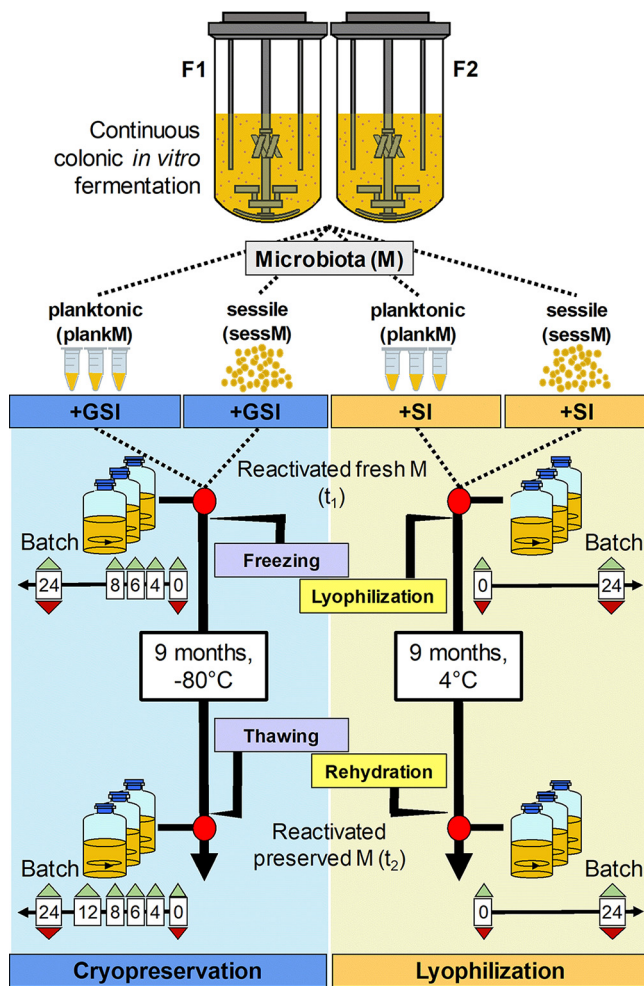 F1
F2
Continuous
colonic in vitro
fermentation
Microbiota (M)
planktonic
(plankM)
sessile
(sessM)
planktonic
(plankM)
sessile
(sessM)
+GSI
+GSI
+SI
+SI
Reactivated fresh M
(t1)
Batch
24
8
6
4
0
Freezing
Lyophilization
Batch
0
24
9 months,
-80°C
9 months,
4°C
Thawing
Rehydration
Reactivated
preserved M (t2)
Batch
24
12
8
6
4
0
Batch
0
24
Cryopreservation
Lyophilization